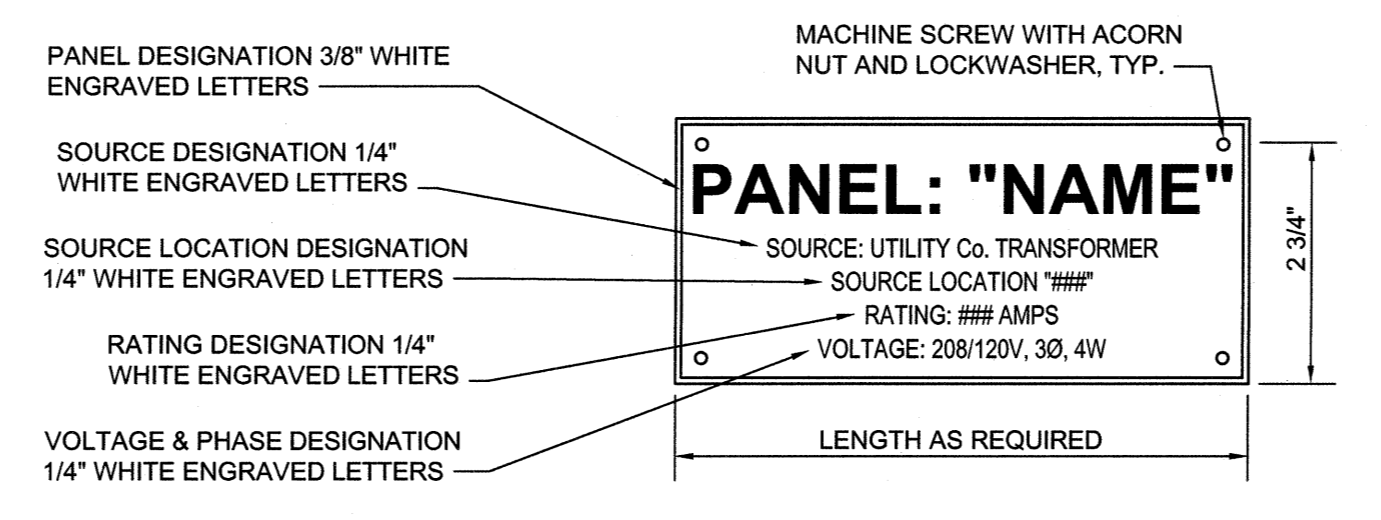 PANEL DESIGNATION 3/8" WHITE
ENGRAVED LETTERS
SOURCE DESIGNATION 1/4"
WHITE ENGRAVED LETTERS
SOURCE LOCATION DESIGNATION
1/4" WHITE ENGRAVED LETTERS
RATING DESIGNATION 1/4"
WHITE ENGRAVED LETTERS
VOLTAGE & PHASE DESIGNATION
1/4" WHITE ENGRAVED LETTERS
MACHINE SCREW WITH ACORN
NUT AND LOCKWASHER, TYP.
PANEL: "NAME"
SOURCE: UTILITY Co. TRANSFORMER
SOURCE LOCATION "###"
RATING: ### AMPS
VOLTAGE: 208/120V, 3Ø, 4W
2 3/4"
LENGTH AS REQUIRED